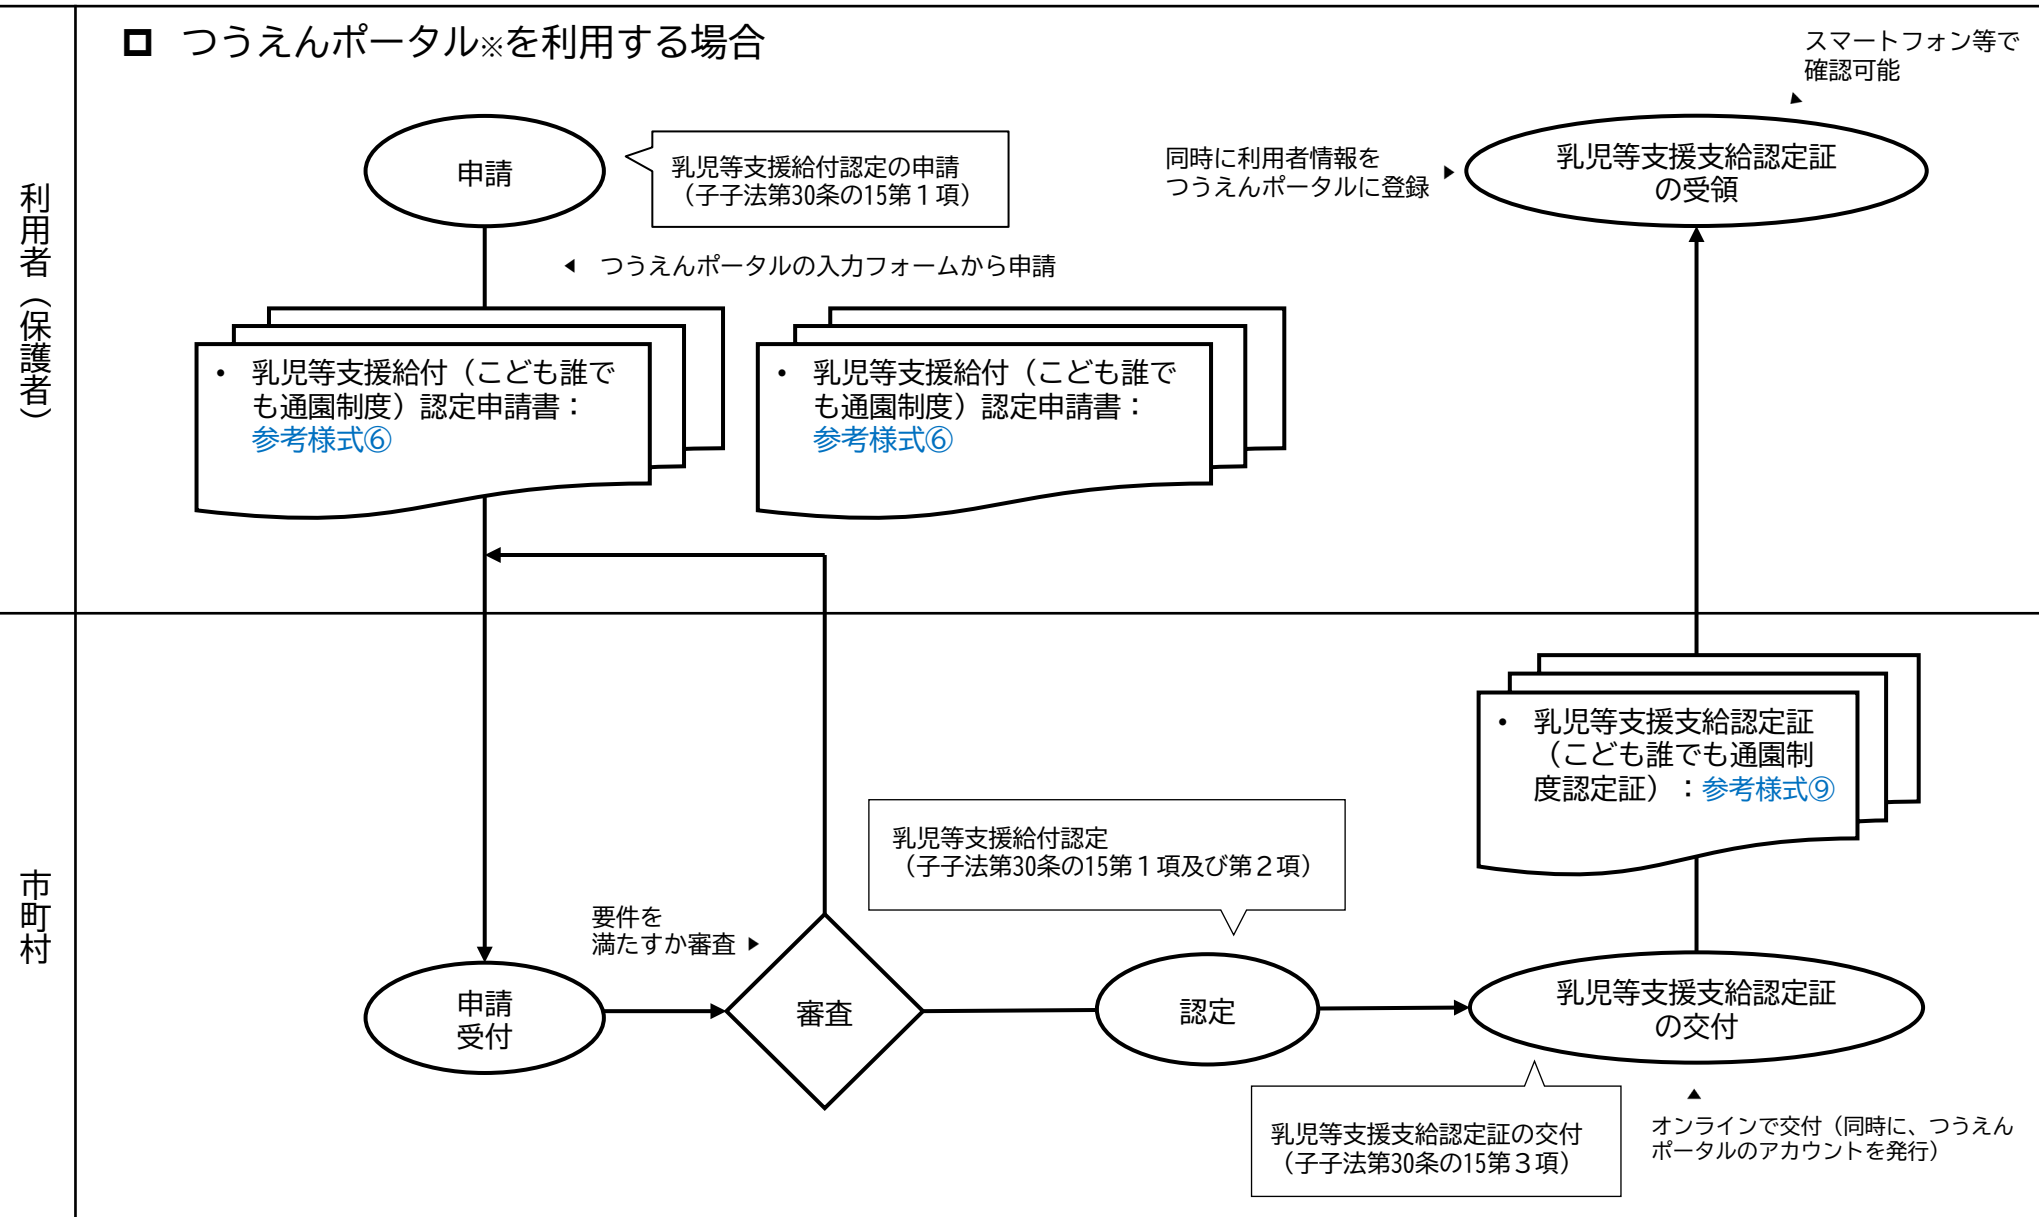 つうえんポータル※を利用する場合
スマートフォン等で
確認可能
利用者（保護者）
申請
乳児等支援給付認定の申請
（子子法第30条の15第１項）
同時に利用者情報を
つうえんポータルに登録
乳児等支援支給認定証
の受領
つうえんポータルの入力フォームから申請
• 乳児等支援給付（こども誰で
も通園制度）認定申請書：
参考様式⑥
• 乳児等支援給付（こども誰で
も通園制度）認定申請書：
参考様式⑥
市町村
• 乳児等支援支給認定証
（こども誰でも通園制
度認定証）：参考様式⑨
乳児等支援給付認定
（子子法第30条の15第１項及び第２項）
要件を
満たすか審査
申請
受付
審査
認定
乳児等支援支給認定証
の交付
乳児等支援支給認定証の交付
（子子法第30条の15第３項）
オンラインで交付（同時に、つうえん
ポータルのアカウントを発行）